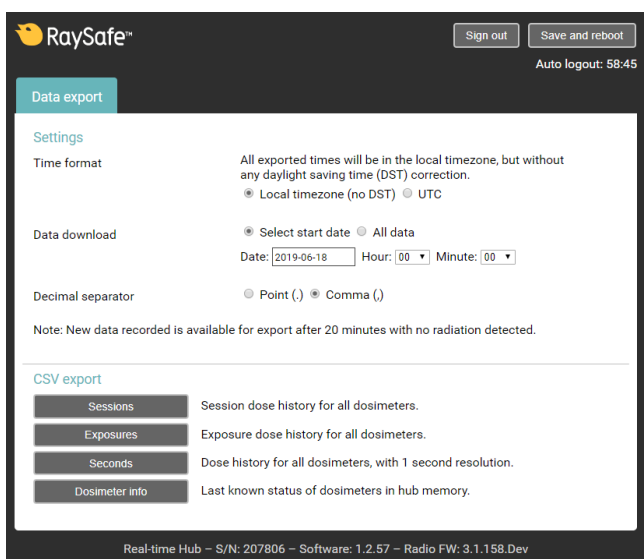 RaySafe™
Sign out
Save and reboot
Auto logout: 58:45
Data export
Settings
Time format
All exported times will be in the local timezone, but without
any daylight saving time (DST) correction.
Local timezone (no DST) UTC
Data download
Select start date All data
Date: 2019-06-18 Hour: 00 Minute: 00
Decimal separator
Point (.) Comma (,)
Note: New data recorded is available for export after 20 minutes with no radiation detected.
CSV export
Sessions Session dose history for all dosimeters.
Exposures Exposure dose history for all dosimeters.
Seconds Dose history for all dosimeters, with 1 second resolution.
Dosimeter info Last known status of dosimeters in hub memory.
Real-time Hub – S/N: 207806 – Software: 1.2.57 – Radio FW: 3.1.158.Dev